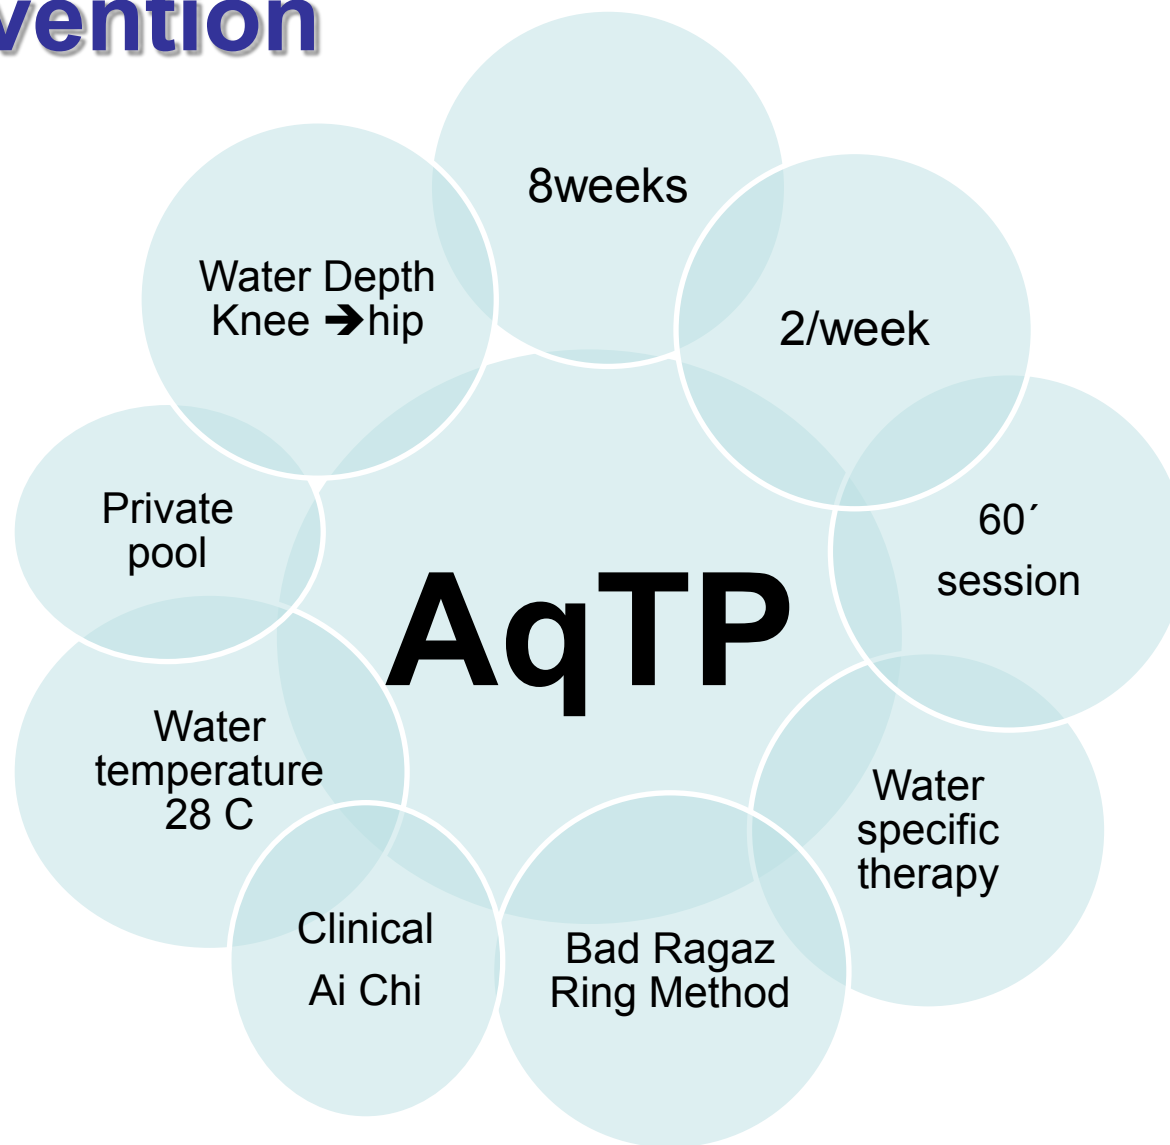 vention
8weeks
Water Depth
Knee ➔hip
2/week
Private
pool
60´
session
AqTP
Water
temperature
28 C
Water
specific
therapy
Clinical
Ai Chi
Bad Ragaz
Ring Method